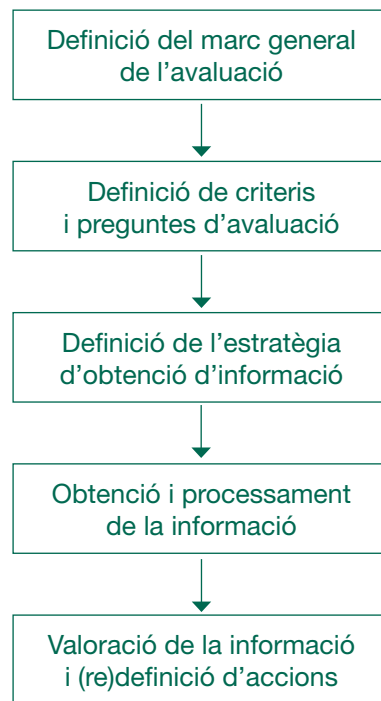 Definició del marc general
de l’avaluació
Definició de criteris
i preguntes d’avaluació
Definició de l’estratègia
d’obtenció d’informació
Obtenció i processament
de la informació
Valoració de la informació
i (re)definició d’accions